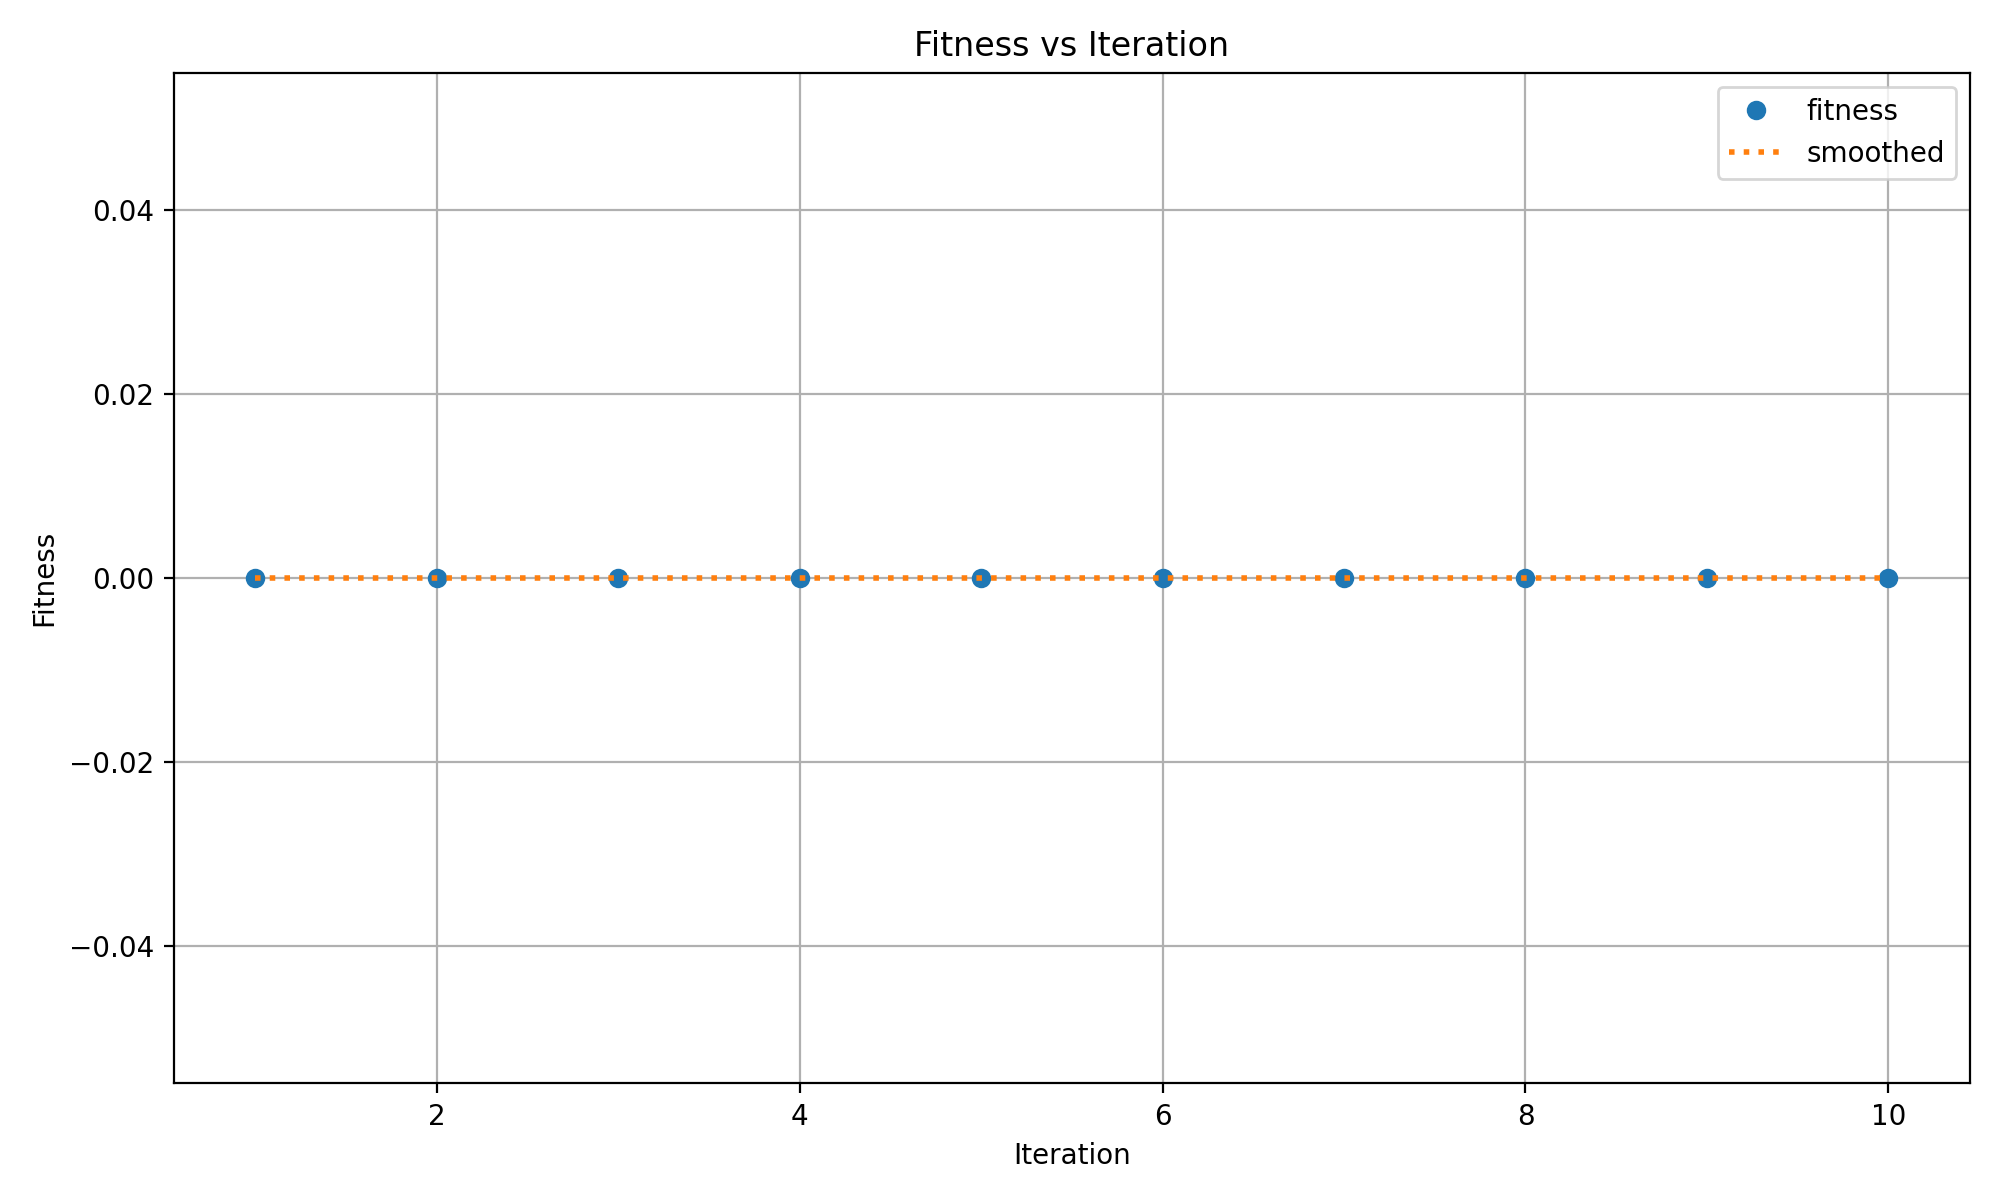 Fitness vs Iteration
fitness
smoothed
0.04
0.02
0.00
−0.02
−0.04
Fitness
2 4 6 8 10
Iteration